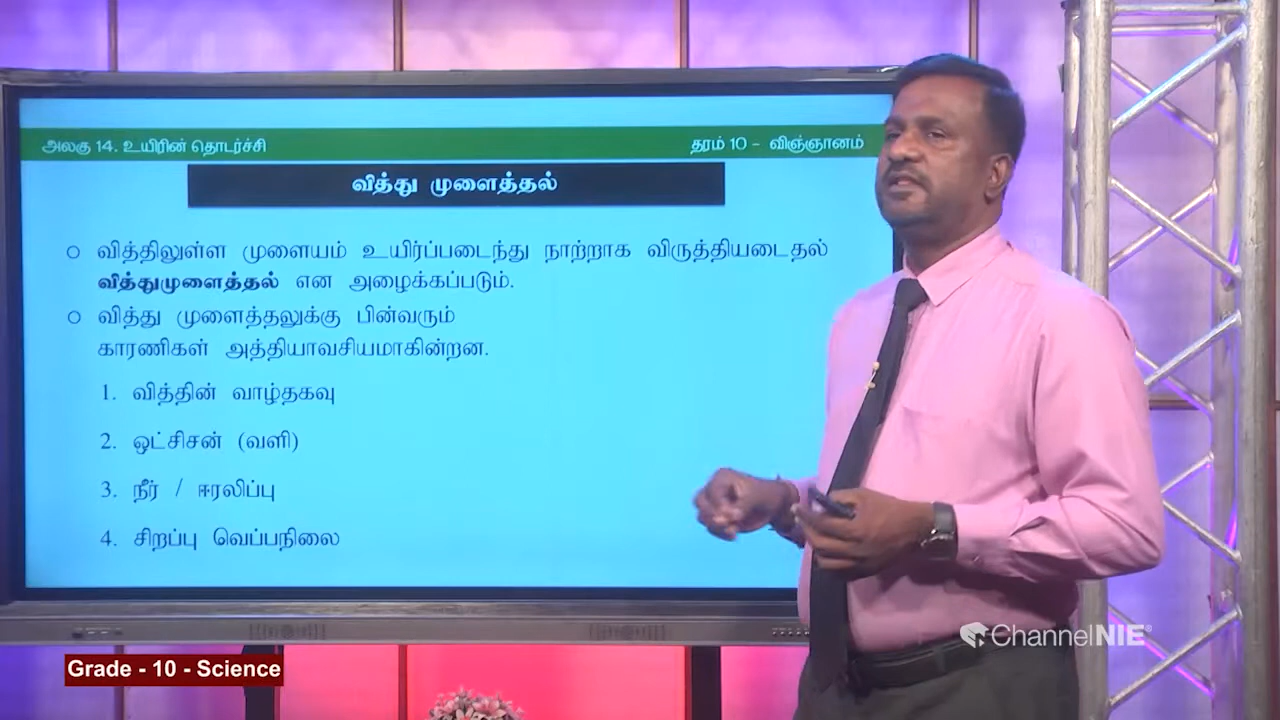 அலகு 14. உயிரின் தொடர்ச்சி
தரம் 10 - விஞ்ஞானம்
வித்து முளைத்தல்
○ வித்திலுள்ள முளையம் உயிர்ப்படைந்து நாற்றாக விருத்தியடைதல்
வித்துமுளைத்தல் என அழைக்கப்படும்.
○ வித்து முளைத்தலுக்கு பின்வரும்
காரணிகள் அத்தியாவசியமாகின்றன.
1. வித்தின் வாழ்தகவு
2. ஒட்சிசன் (வளி)
3. நீர் / ஈரலிப்பு
4. சிறப்பு வெப்பநிலை
ChannelNIE®
Grade - 10 - Science